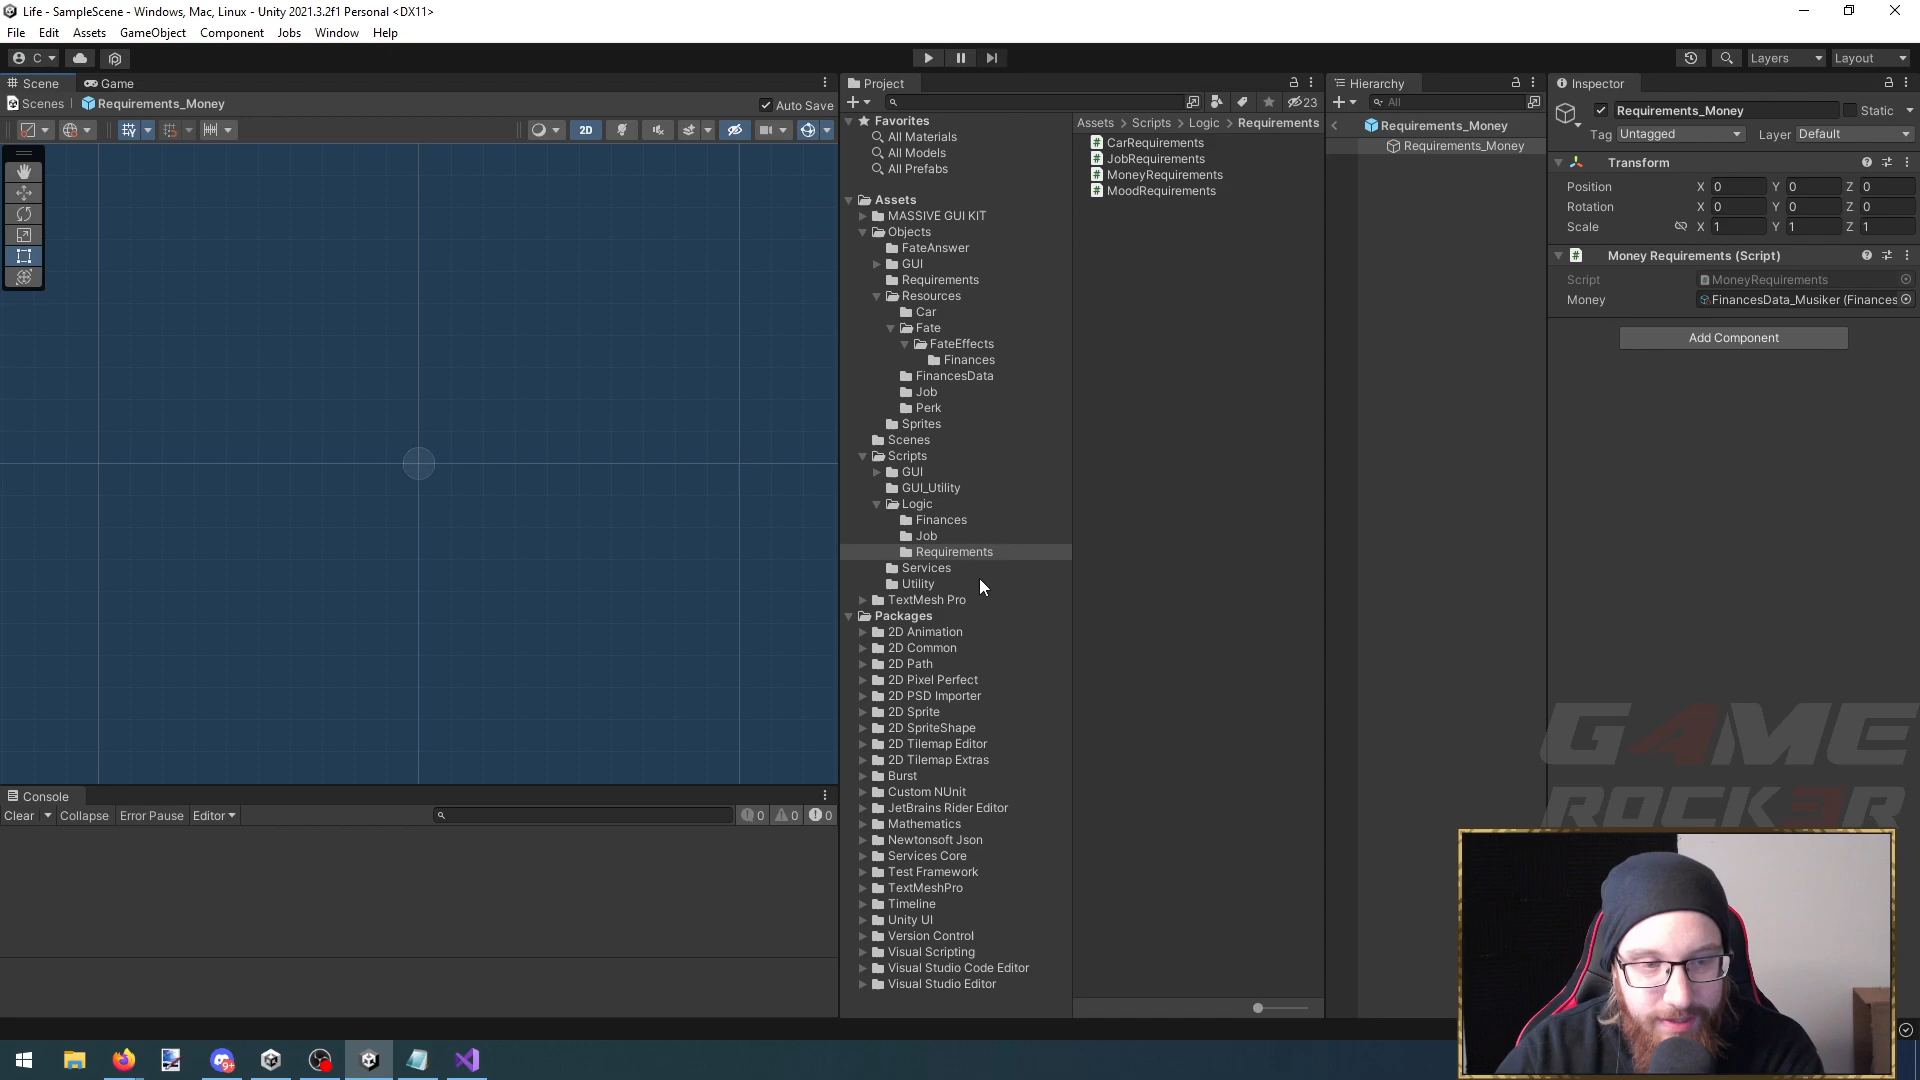 Life - SampleScene - Windows, Mac, Linux - Unity 2021.3.2f1 Personal <DX11>
File Edit Assets GameObject Component Jobs Window Help
C
Layers Layout
Scene Game
Scenes Requirements_Money Auto Save
2D
Console
Clear Collapse Error Pause Editor
0 0 0
Project
23
Favorites
All Materials
All Models
All Prefabs
Assets
MASSIVE GUI KIT
Objects
FateAnswer
GUI
Requirements
Resources
Car
Fate
FateEffects
Finances
FinancesData
Job
Perk
Sprites
Scenes
Scripts
GUI
GUI_Utility
Logic
Finances
Job
Requirements
Services
Utility
TextMesh Pro
Packages
2D Animation
2D Common
2D Path
2D Pixel Perfect
2D PSD Importer
2D Sprite
2D SpriteShape
2D Tilemap Editor
2D Tilemap Extras
Burst
Custom NUnit
JetBrains Rider Editor
Mathematics
Newtonsoft Json
Services Core
Test Framework
TextMeshPro
Timeline
Unity UI
Version Control
Visual Scripting
Visual Studio Code Editor
Visual Studio Editor
Assets > Scripts > Logic > Requirements
CarRequirements
JobRequirements
MoneyRequirements
MoodRequirements
Hierarchy
All
Requirements_Money
Requirements_Money
Inspector
Requirements_Money Static
Tag Untagged Layer Default
Transform
Position X 0 Y 0 Z 0
Rotation X 0 Y 0 Z 0
Scale X 1 Y 1 Z 1
Money Requirements (Script)
Script MoneyRequirements
Money FinancesData_Musiker (Finances
Add Component
G4ME
ROCK3R
9+